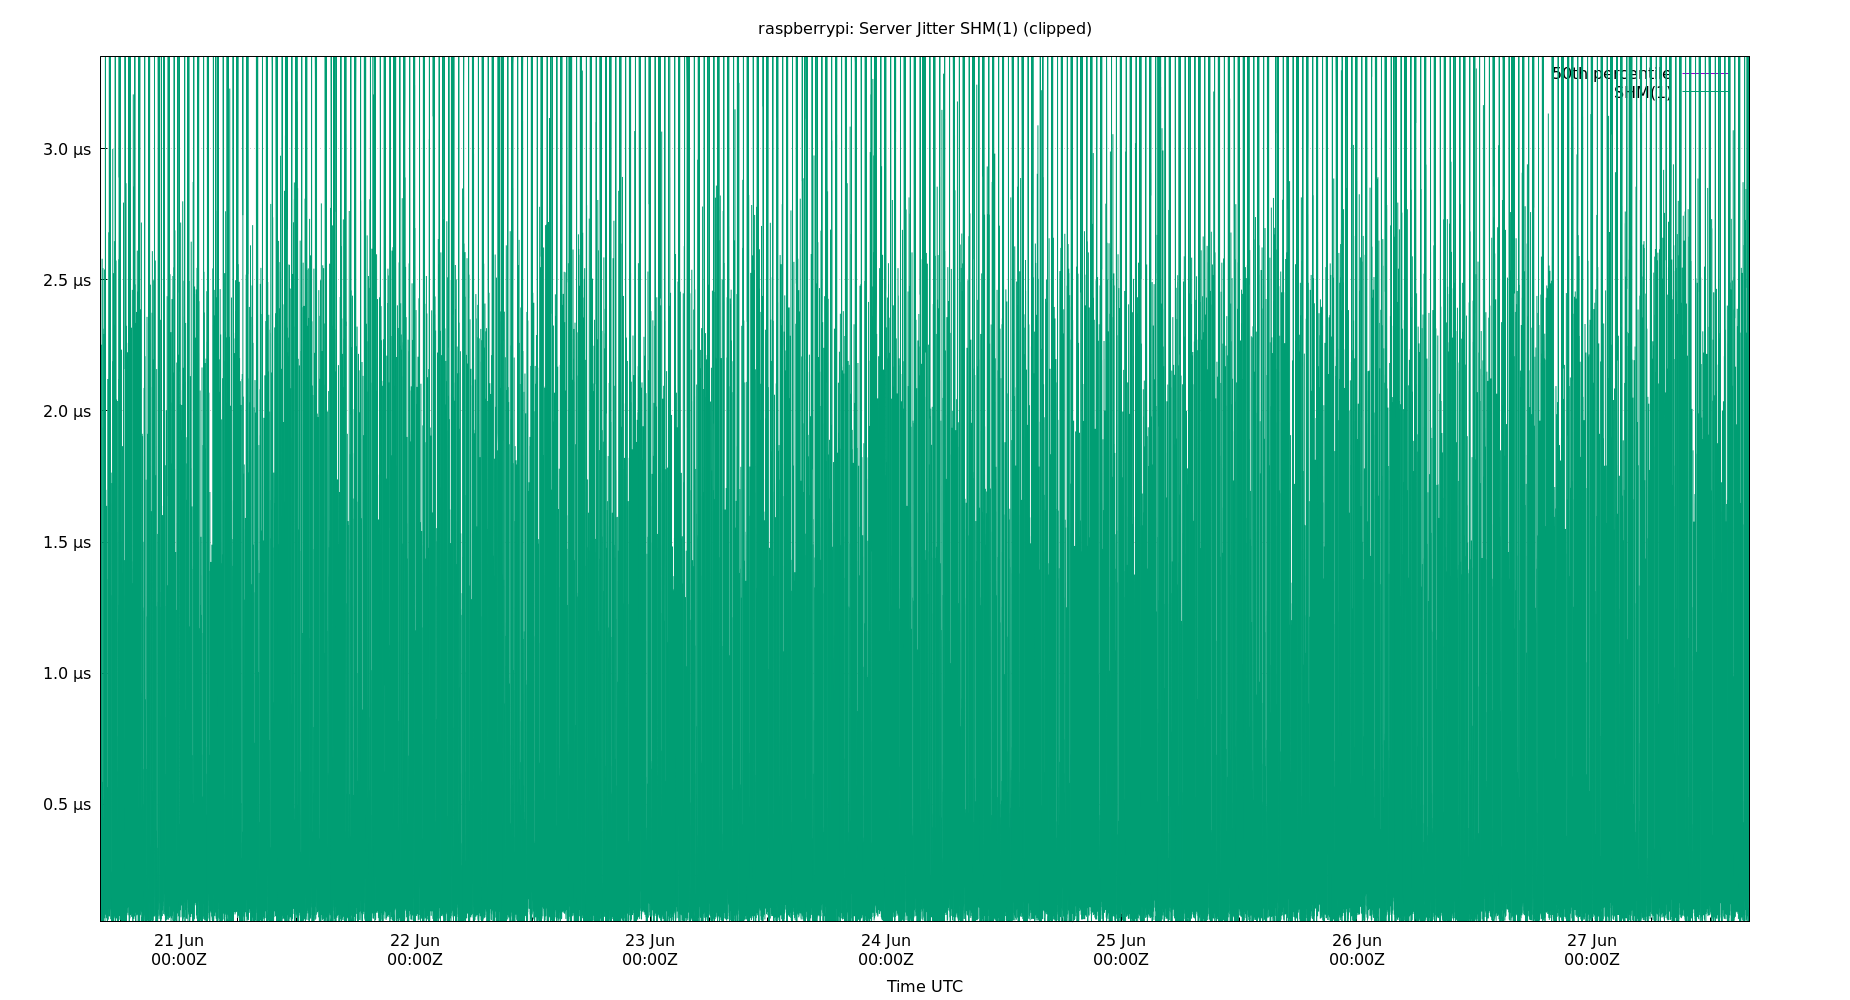 raspberrypi: Server Jitter SHM(1) (clipped)
50th percentile
SHM(1)
3.0 µs
2.5 µs
2.0 µs
1.5 µs
1.0 µs
0.5 µs
21 Jun 22 Jun 23 Jun 24 Jun 25 Jun 26 Jun 27 Jun
00:00Z 00:00Z 00:00Z 00:00Z 00:00Z 00:00Z 00:00Z
Time UTC